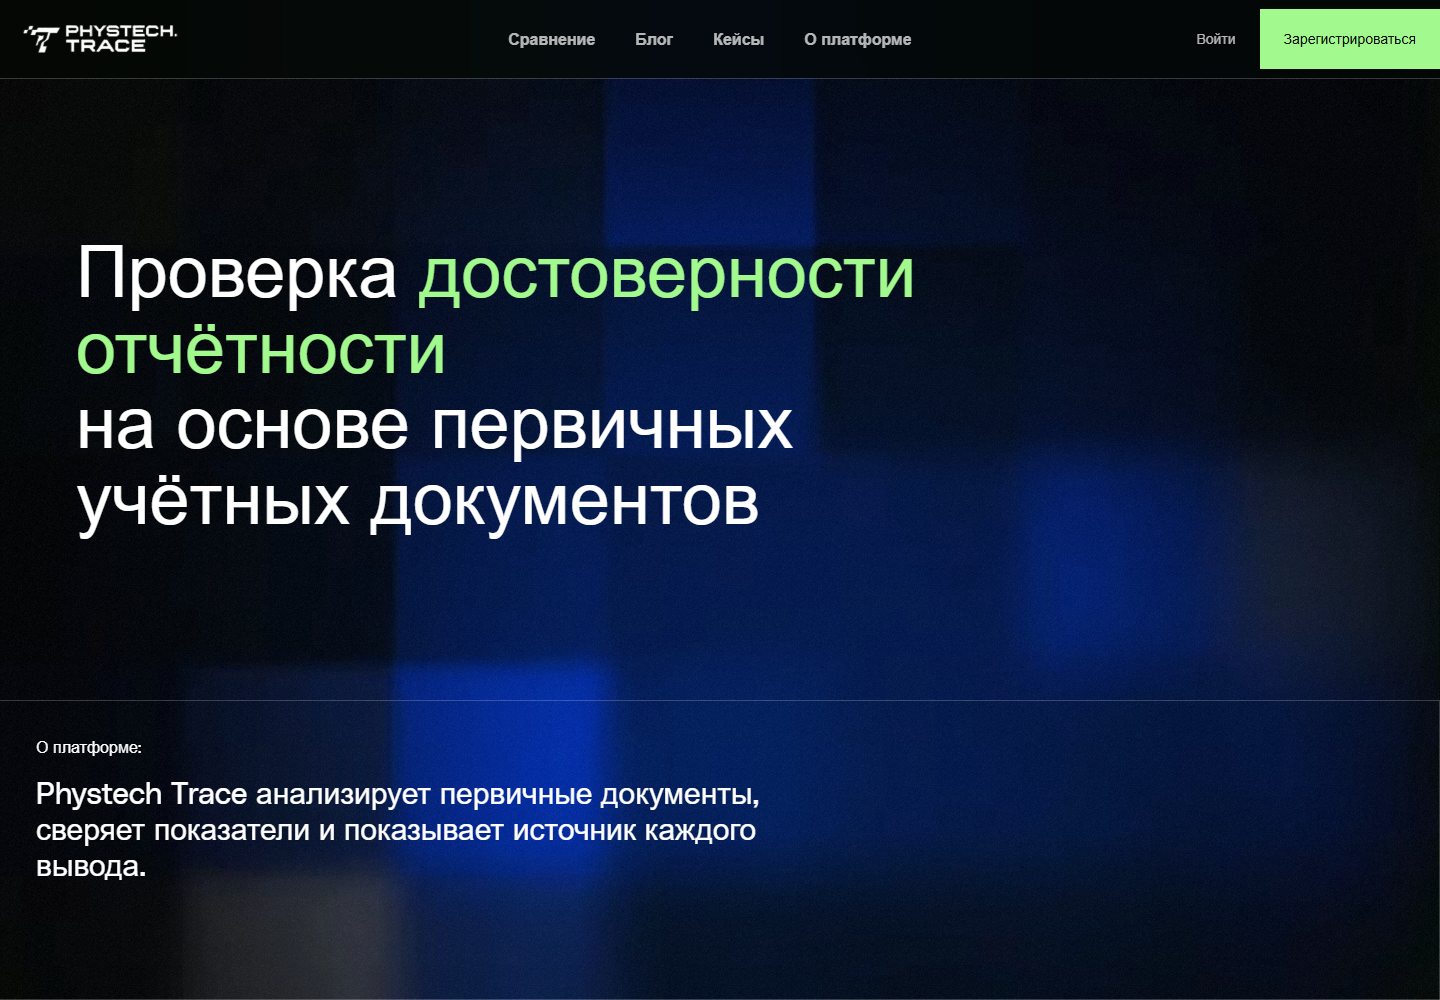 PHYSTECH.
TRACE
Сравнение
Блог
Кейсы
О платформе
Войти
Зарегистрироваться
Проверка достоверности
отчётности
на основе первичных
учётных документов
О платформе:
Phystech Trace анализирует первичные документы,
сверяет показатели и показывает источник каждого
вывода.